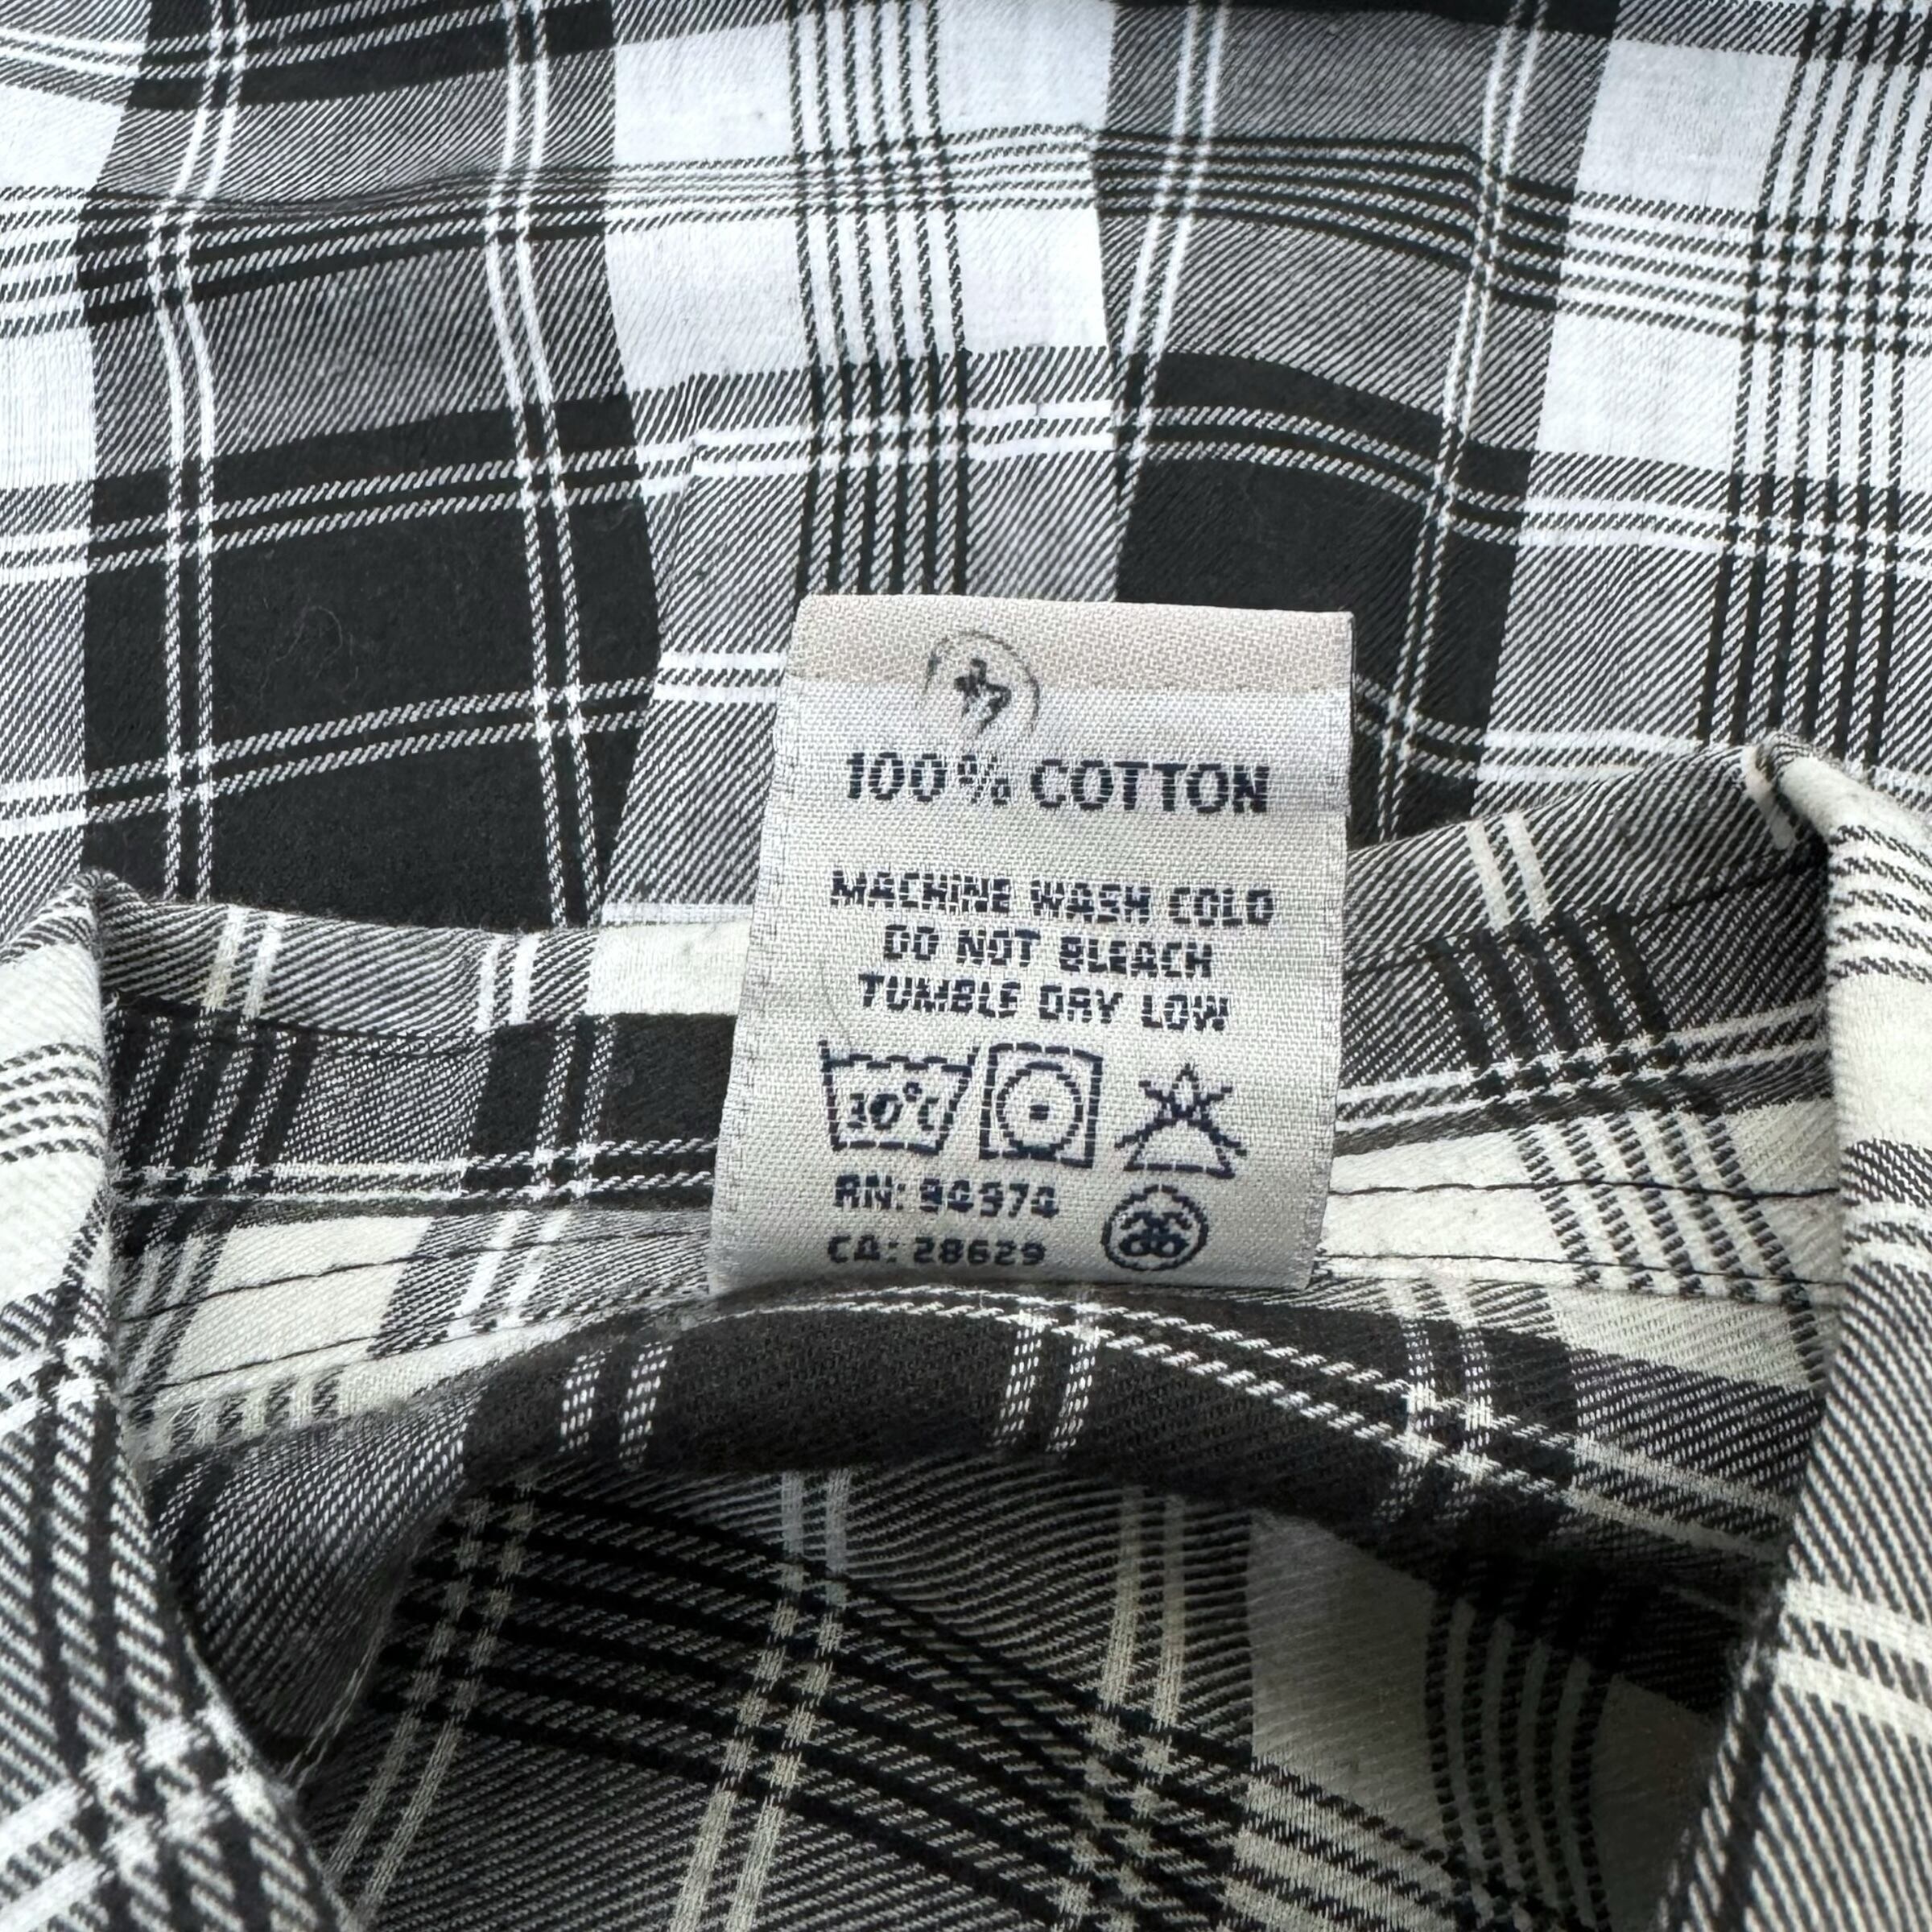 100% COTTON
MACHINE WASH COLD
DO NOT BLEACH
TUMBLE DRY LOW
30°C
RN: 94974
CA: 28629